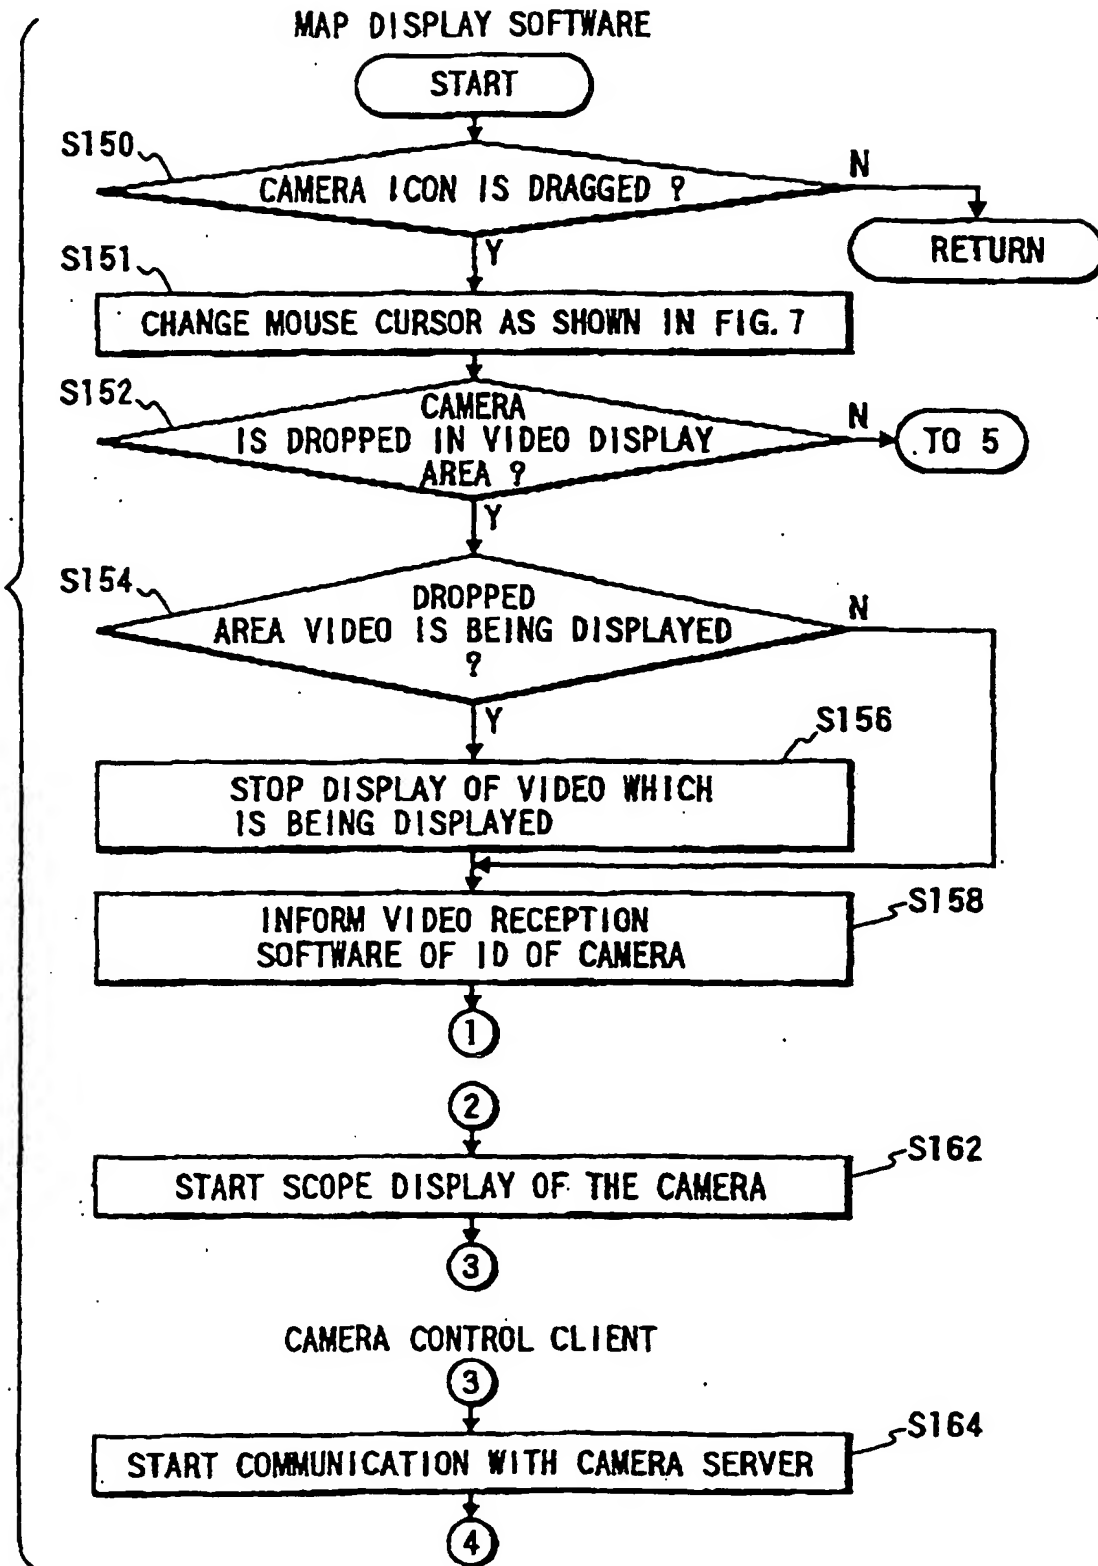 MAP DISPLAY SOFTWARE
START
S150
CAMERA ICON IS DRAGGED ?
N
RETURN
Y
S151
CHANGE MOUSE CURSOR AS SHOWN IN FIG. 7
S152
CAMERA
IS DROPPED IN VIDEO DISPLAY
AREA ?
N
TO 5
Y
S154
DROPPED
AREA VIDEO IS BEING DISPLAYED
?
N
Y
S156
STOP DISPLAY OF VIDEO WHICH
IS BEING DISPLAYED
S158
INFORM VIDEO RECEPTION
SOFTWARE OF ID OF CAMERA
1
2
S162
START SCOPE DISPLAY OF THE CAMERA
3
CAMERA CONTROL CLIENT
3
S164
START COMMUNICATION WITH CAMERA SERVER
4